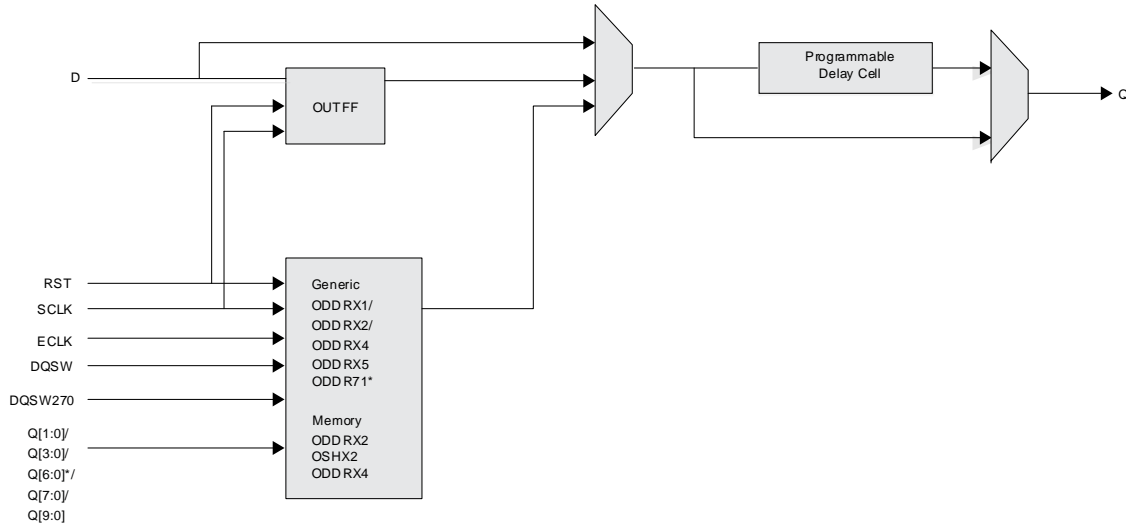 D
OUTFF
Programmable
Delay Cell
Q
RST
SCLK
ECLK
DQSW
DQSW270
Q[1:0]/
Q[3:0]/
Q[6:0]*/
Q[7:0]/
Q[9:0]
Generic
ODDRX1/
ODDRX2/
ODDRX4
ODDRX5
ODDR71*
Memory
ODDRX2
OSHX2
ODDRX4